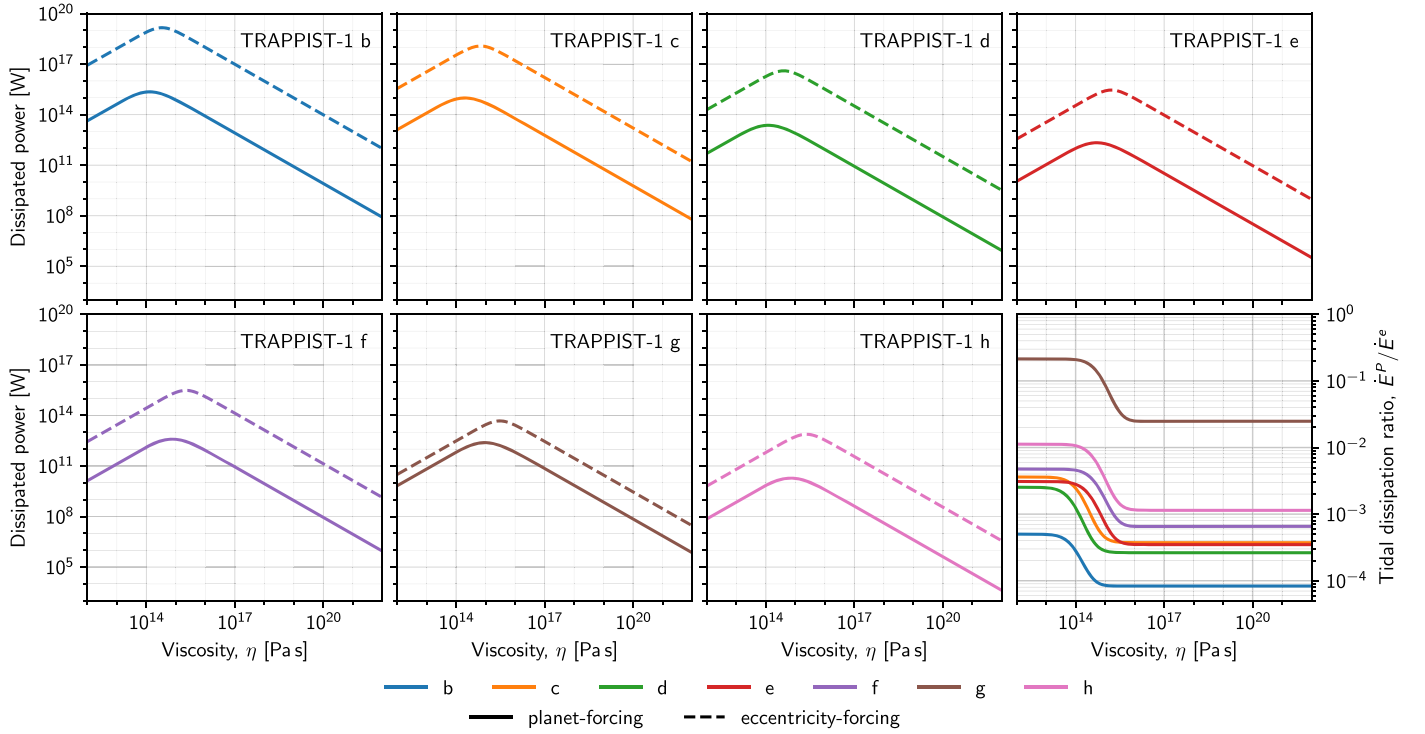 10^20
10^17
10^14
10^11
10^8
10^5
Dissipated power [W]
TRAPPIST-1 b
TRAPPIST-1 c
TRAPPIST-1 d
TRAPPIST-1 e
10^20
10^17
10^14
10^11
10^8
10^5
Dissipated power [W]
TRAPPIST-1 f
TRAPPIST-1 g
TRAPPIST-1 h
10^0
10^−1
10^−2
10^−3
10^−4
Tidal dissipation ratio, Ė^P/Ė^e
10^14 10^17 10^20
10^14 10^17 10^20
10^14 10^17 10^20
10^14 10^17 10^20
Viscosity, η [Pa s]
Viscosity, η [Pa s]
Viscosity, η [Pa s]
Viscosity, η [Pa s]
b c d e f g h
planet-forcing eccentricity-forcing